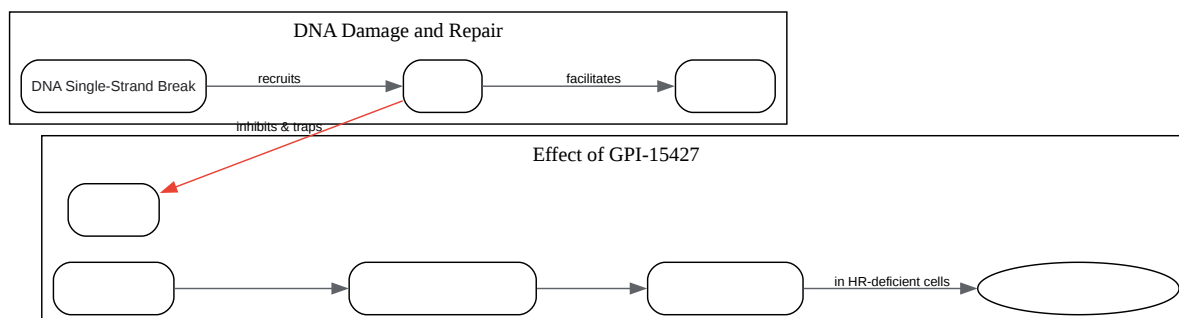 DNA Damage and Repair
DNA Single-Strand Break
recruits
facilitates
inhibits & traps
Effect of GPI-15427
in HR-deficient cells